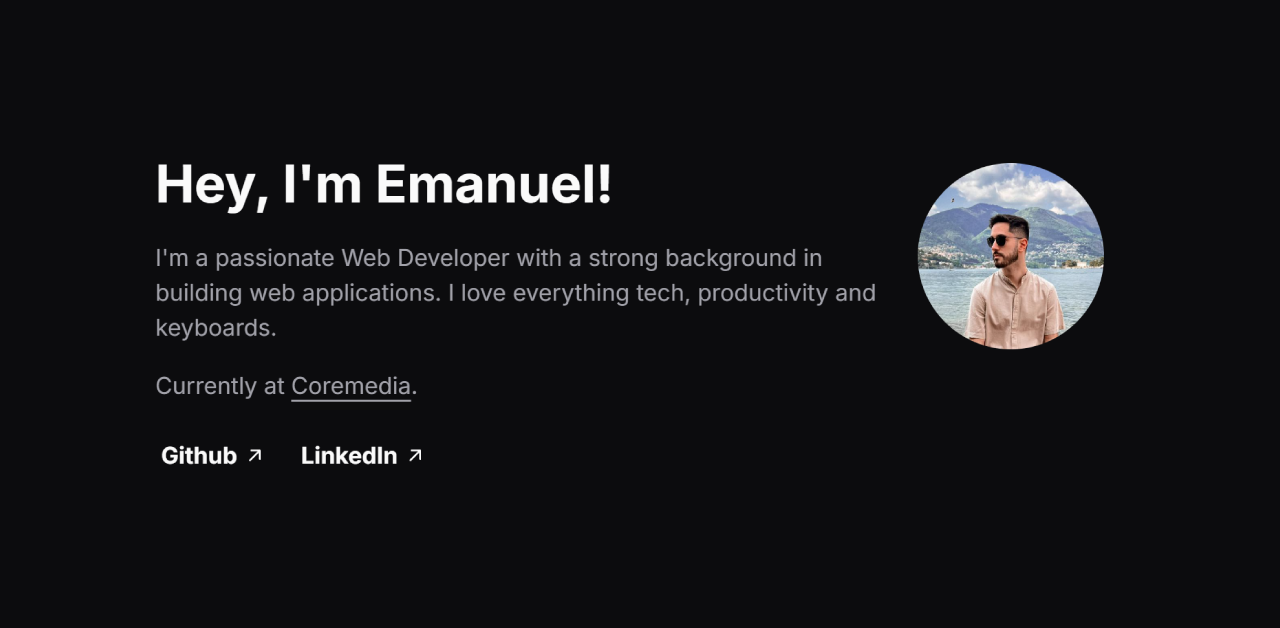 Hey, I'm Emanuel!
I'm a passionate Web Developer with a strong background in
building web applications. I love everything tech, productivity and
keyboards.
Currently at Coremedia.
Github ↗ LinkedIn ↗